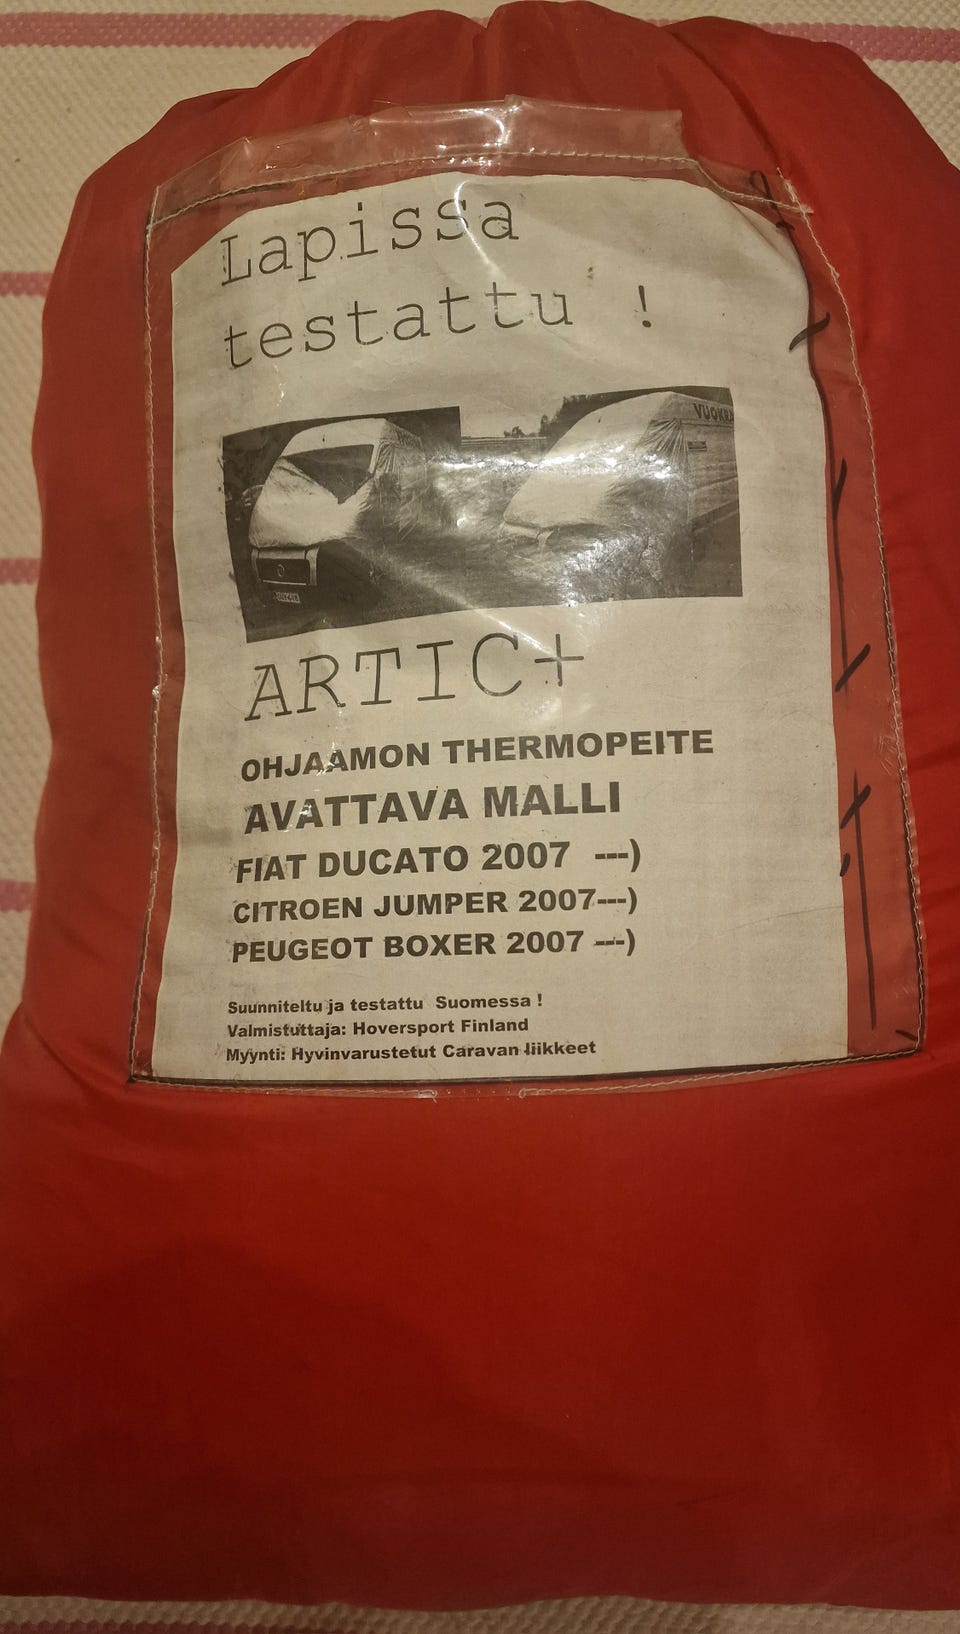 Lapissa
testattu !
VUOKRA
ARTIC+
OHJAAMON THERMOPEITE
AVATTAVA MALLI
FIAT DUCATO 2007 ---)
CITROEN JUMPER 2007---)
PEUGEOT BOXER 2007 ---)
Suunniteltu ja testattu Suomessa !
Valmistuttaja: Hoversport Finland
Myynti: Hyvinvarustetut Caravan liikkeet